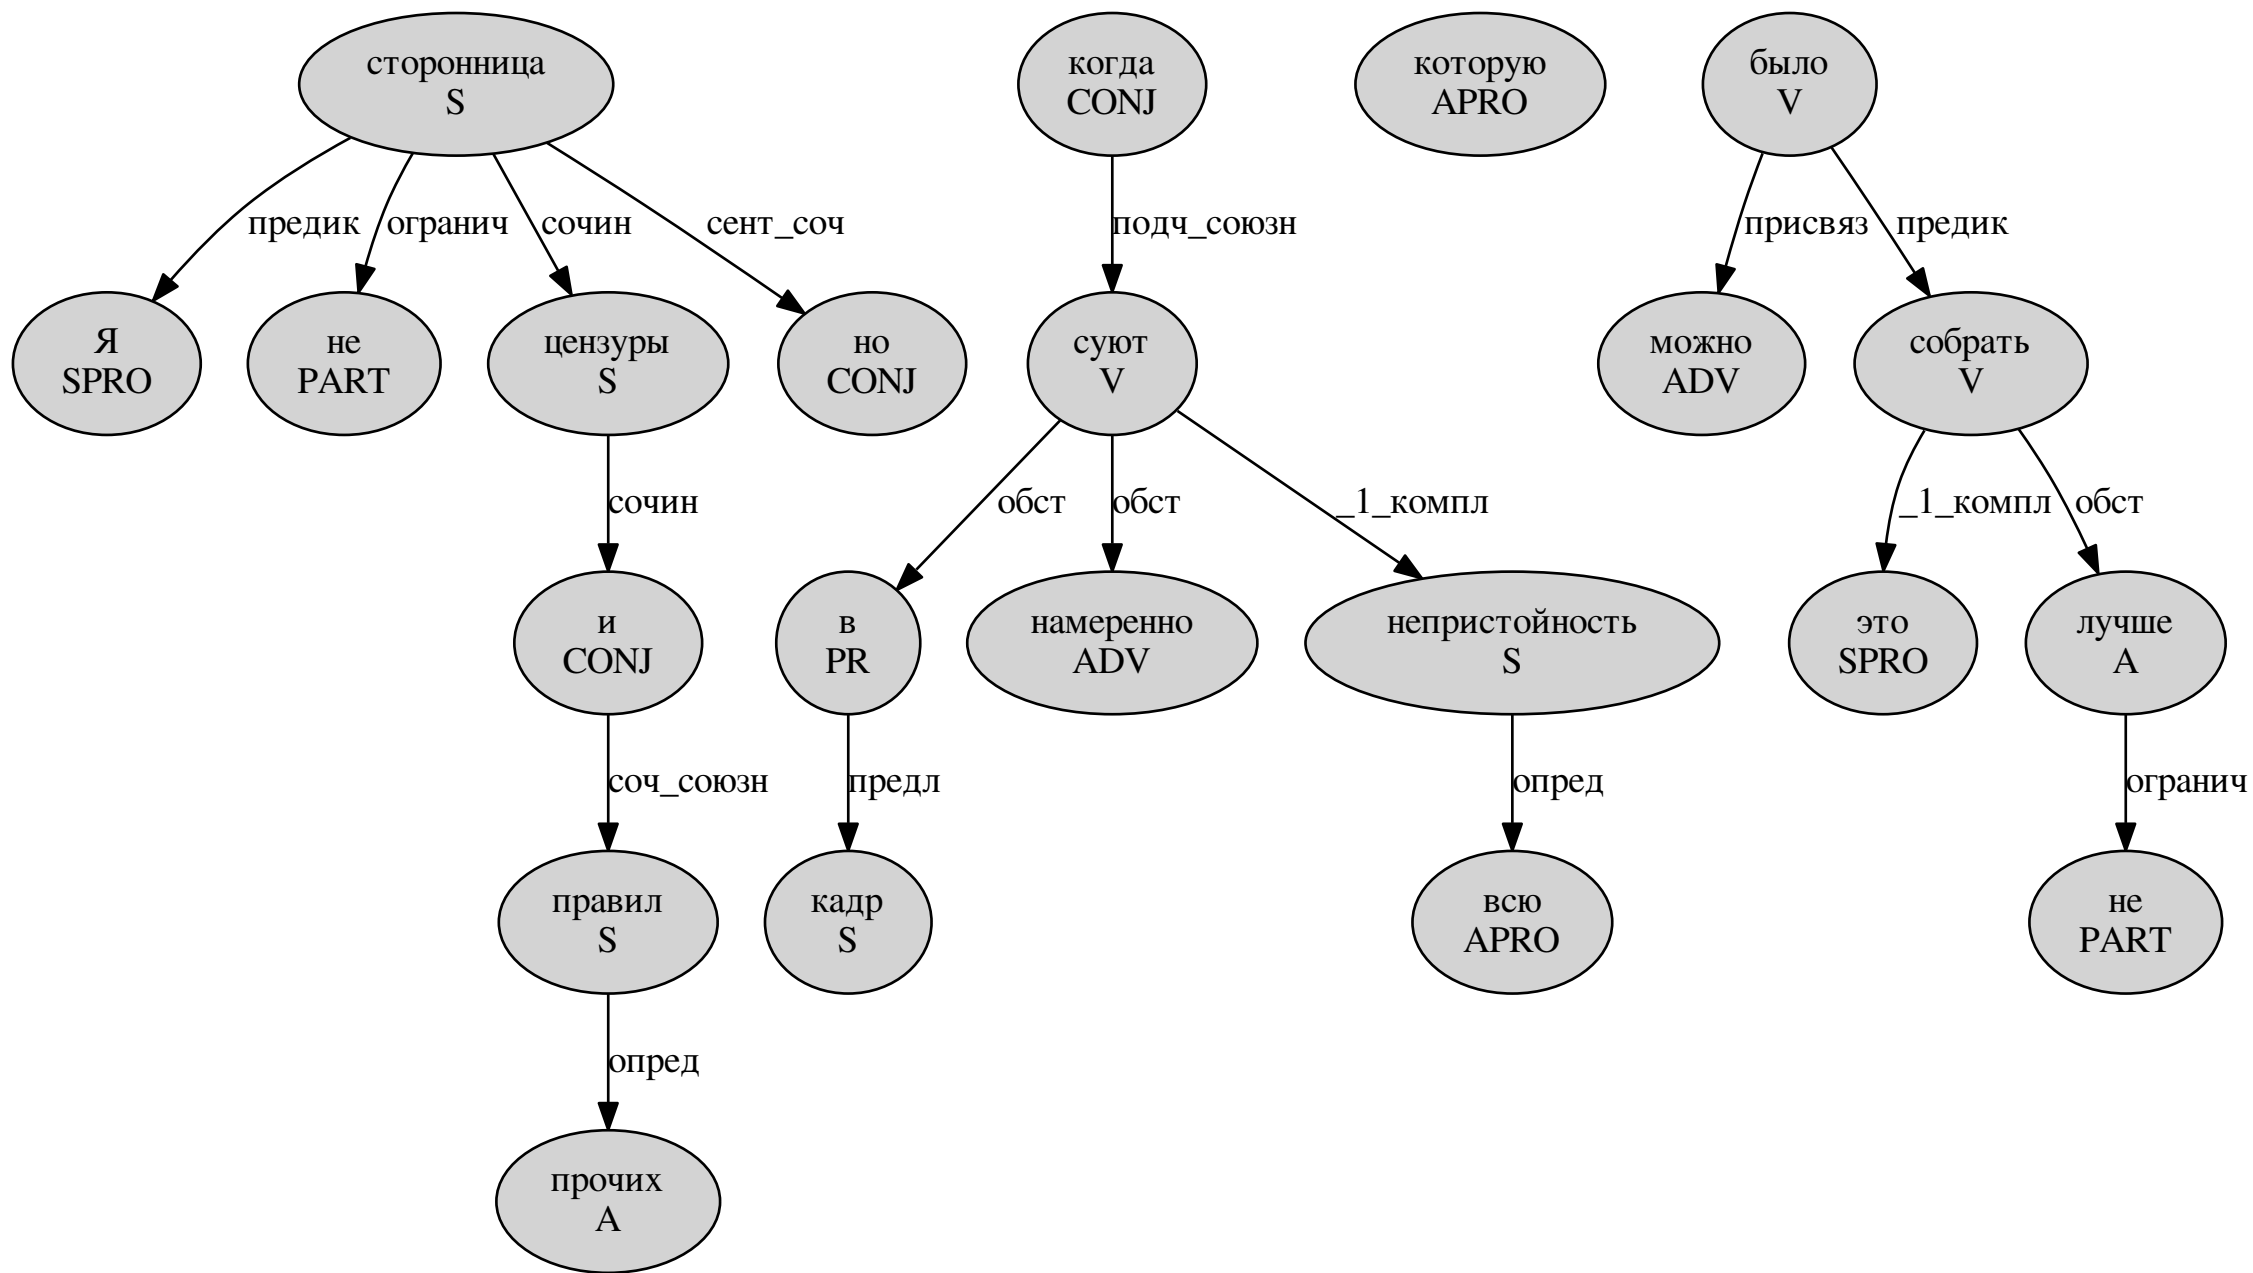 сторонница
S
когда
CONJ
которую
APRO
было
V
предик
огранич
сочин
сент_соч
подч_союзн
присвяз
предик
Я
SPRO
не
PART
цензуры
S
но
CONJ
суют
V
можно
ADV
собрать
V
сочин
обст
обст
_1_компл
_1_компл
обст
и
CONJ
в
PR
намеренно
ADV
непристойность
S
это
SPRO
лучше
A
соч_союзн
предл
опред
огранич
правил
S
кадр
S
всю
APRO
не
PART
опред
прочих
A